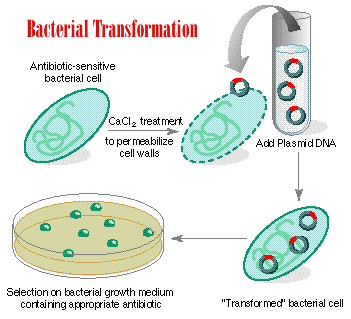 Bacterial Transformation
Antibiotic-sensitive
bacterial cell
CaCl₂ treatment
to permeabilize
cell walls
Add Plasmid DNA
Selection on bacterial growth medium
containing appropriate antibiotic
"Transformed" bacterial cell